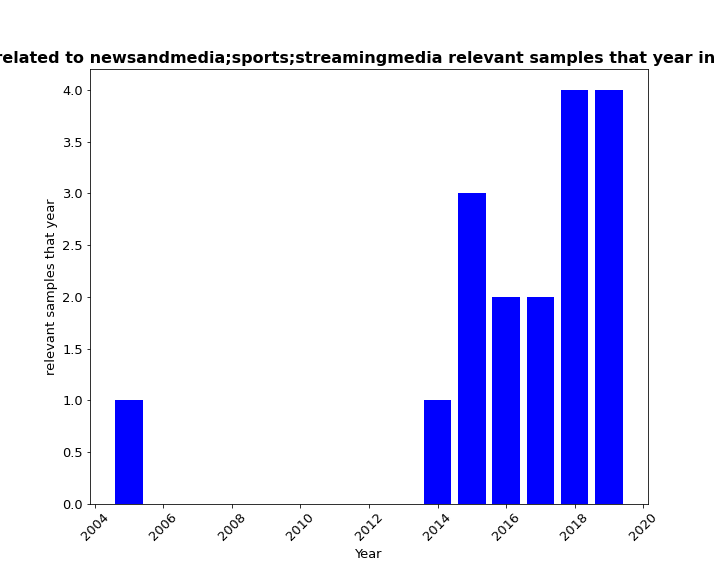 related to newsandmedia;sports;streamingmedia relevant samples that year in
4.0
3.5
3.0
2.5
2.0
1.5
1.0
0.5
0.0
relevant samples that year
2004 2006 2008 2010 2012 2014 2016 2018 2020
Year